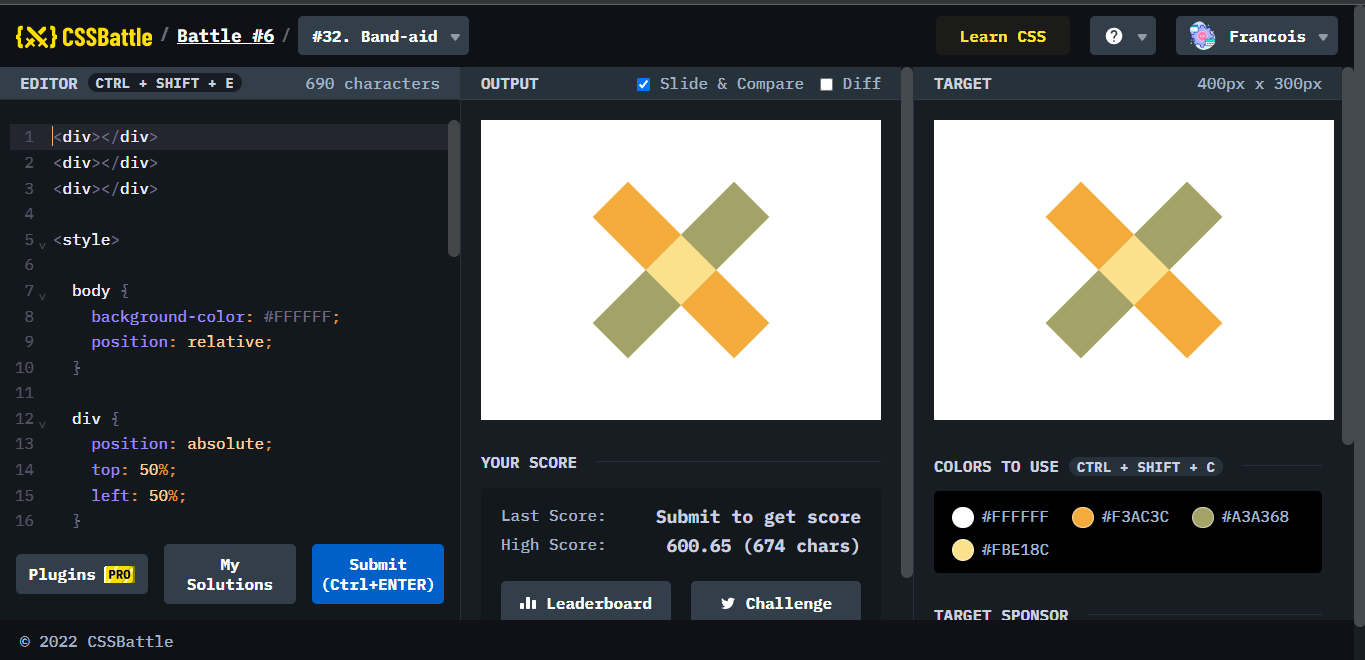 {X} CSSBattle / Battle #6 / #32. Band-aid
Learn CSS
?
Francois
EDITOR CTRL + SHIFT + E 690 characters
1 <div></div>
2 <div></div>
3 <div></div>
4
5 <style>
6
7 body {
8 background-color: #FFFFFF;
9 position: relative;
10 }
11
12 div {
13 position: absolute;
14 top: 50%;
15 left: 50%;
16 }
Plugins PRO
My Solutions
Submit
(Ctrl+ENTER)
OUTPUT Slide & Compare Diff
YOUR SCORE
Last Score: Submit to get score
High Score: 600.65 (674 chars)
Leaderboard Challenge
TARGET 400px x 300px
COLORS TO USE CTRL + SHIFT + C
#FFFFFF #F3AC3C #A3A368
#FBE18C
TARGET SPONSOR
© 2022 CSSBattle